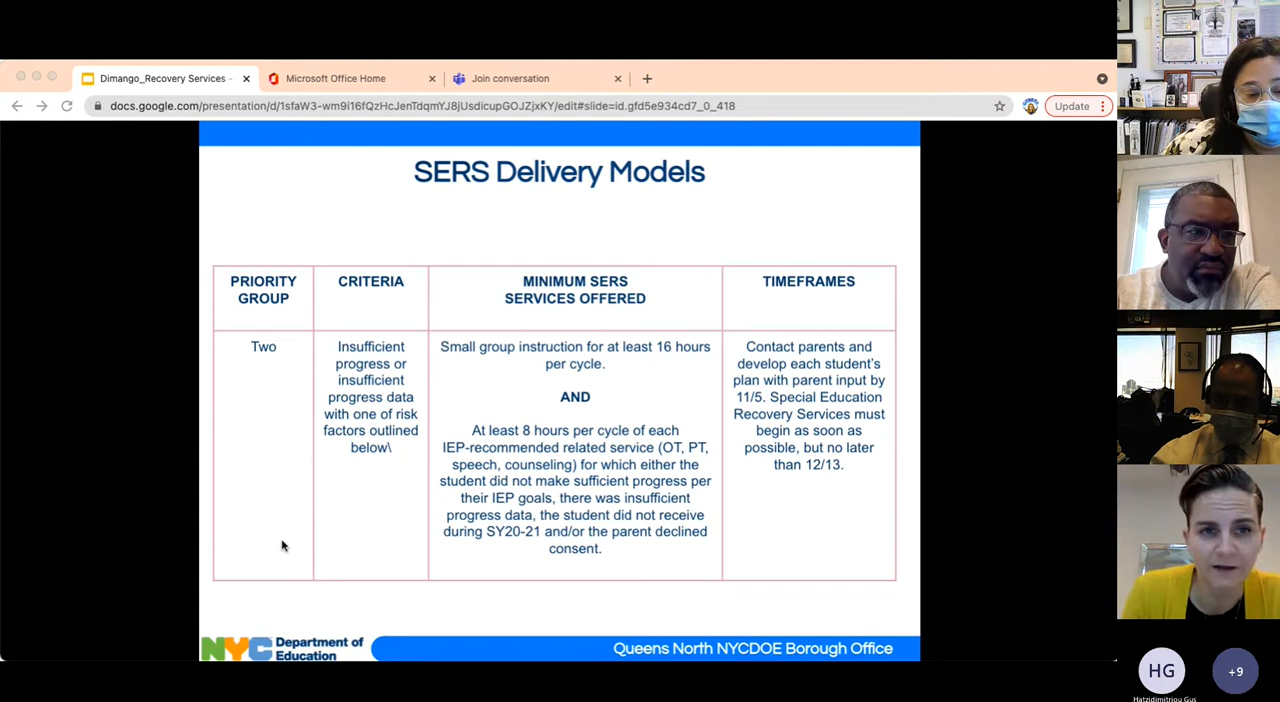 Dimango_Recovery Services -
Microsoft Office Home
Join conversation
docs.google.com/presentation/d/1sfaW3-wm9i16fQzHcJenTdqmYJ8jUsdicupGOJZjxKY/edit#slide=id.gfd5e934cd7_0_418
Update
SERS Delivery Models
PRIORITY
GROUP
CRITERIA
MINIMUM SERS
SERVICES OFFERED
TIMEFRAMES
Two
Insufficient
progress or
insufficient
progress data
with one of risk
factors outlined
below\
Small group instruction for at least 16 hours
per cycle.
AND
At least 8 hours per cycle of each
IEP-recommended related service (OT, PT,
speech, counseling) for which either the
student did not make sufficient progress per
their IEP goals, there was insufficient
progress data, the student did not receive
during SY20-21 and/or the parent declined
consent.
Contact parents and
develop each student's
plan with parent input by
11/5. Special Education
Recovery Services must
begin as soon as
possible, but no later
than 12/13.
NYC Department of
Education
Queens North NYCDOE Borough Office
HG
+9
Hatzidimitriou Gus